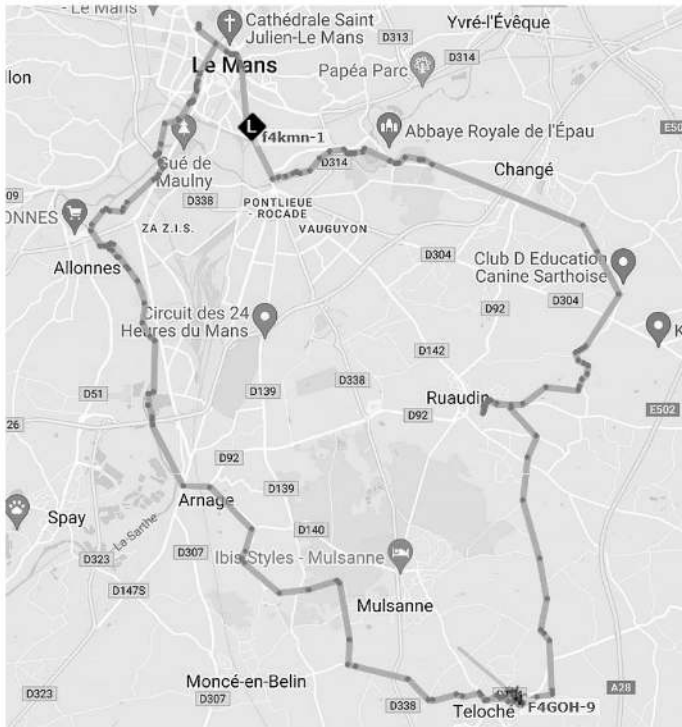 - Le Mans
Cathédrale Saint
Julien-Le Mans
Yvré-l'Évêque
D313
D314
Le Mans
Papéa Parc
f4kmn-1
Abbaye Royale de l'Épau
Gué de
Maulny
D314
Changé
D338
PONTLIEUE
- ROCADE
ONNES
ZA Z.I.S.
VAUGUYON
Allonnes
D304
Club D Education
Canine Sarthoise
D304
Circuit des 24
Heures du Mans
D92
K
D142
D338
D51
D139
Ruaudin
E502
D92
26
D92
D139
Arnage
Spay
La Sarthe
D140
D307
D323
Ibis Styles - Mulsanne
D147S
Mulsanne
Moncé-en-Belin
D323
D307
D338
Teloché
F4GOH-9
A28